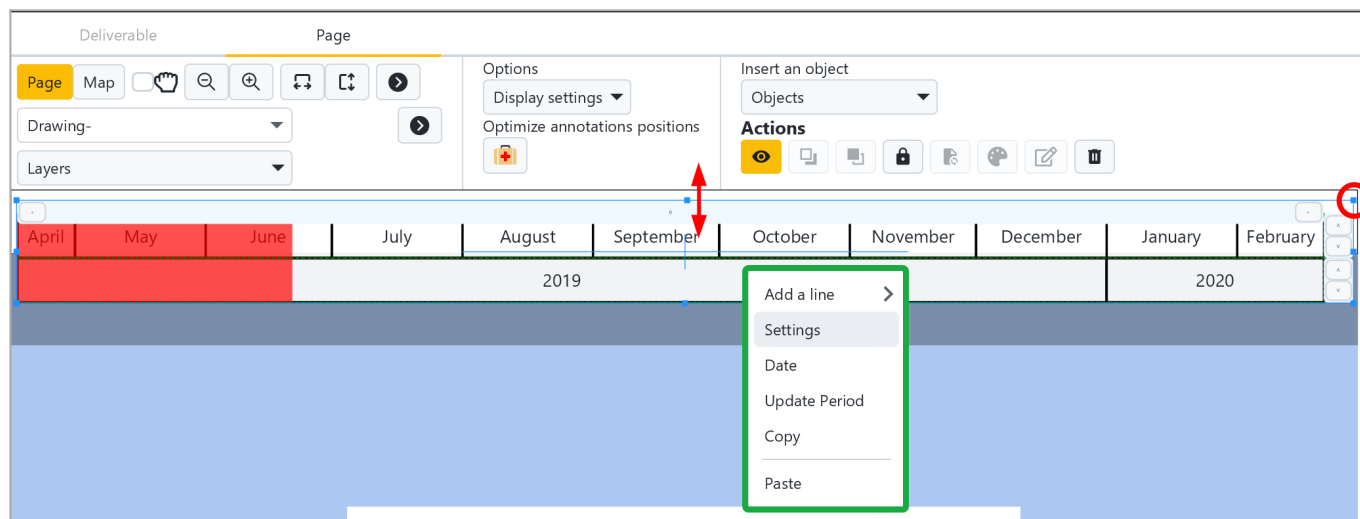 Deliverable
Page
Page
Map
Drawing-
Layers
Options
Display settings
Optimize annotations positions
Insert an object
Objects
Actions
April May June July August September October November December January February
2019 2020
Add a line
Settings
Date
Update Period
Copy
Paste